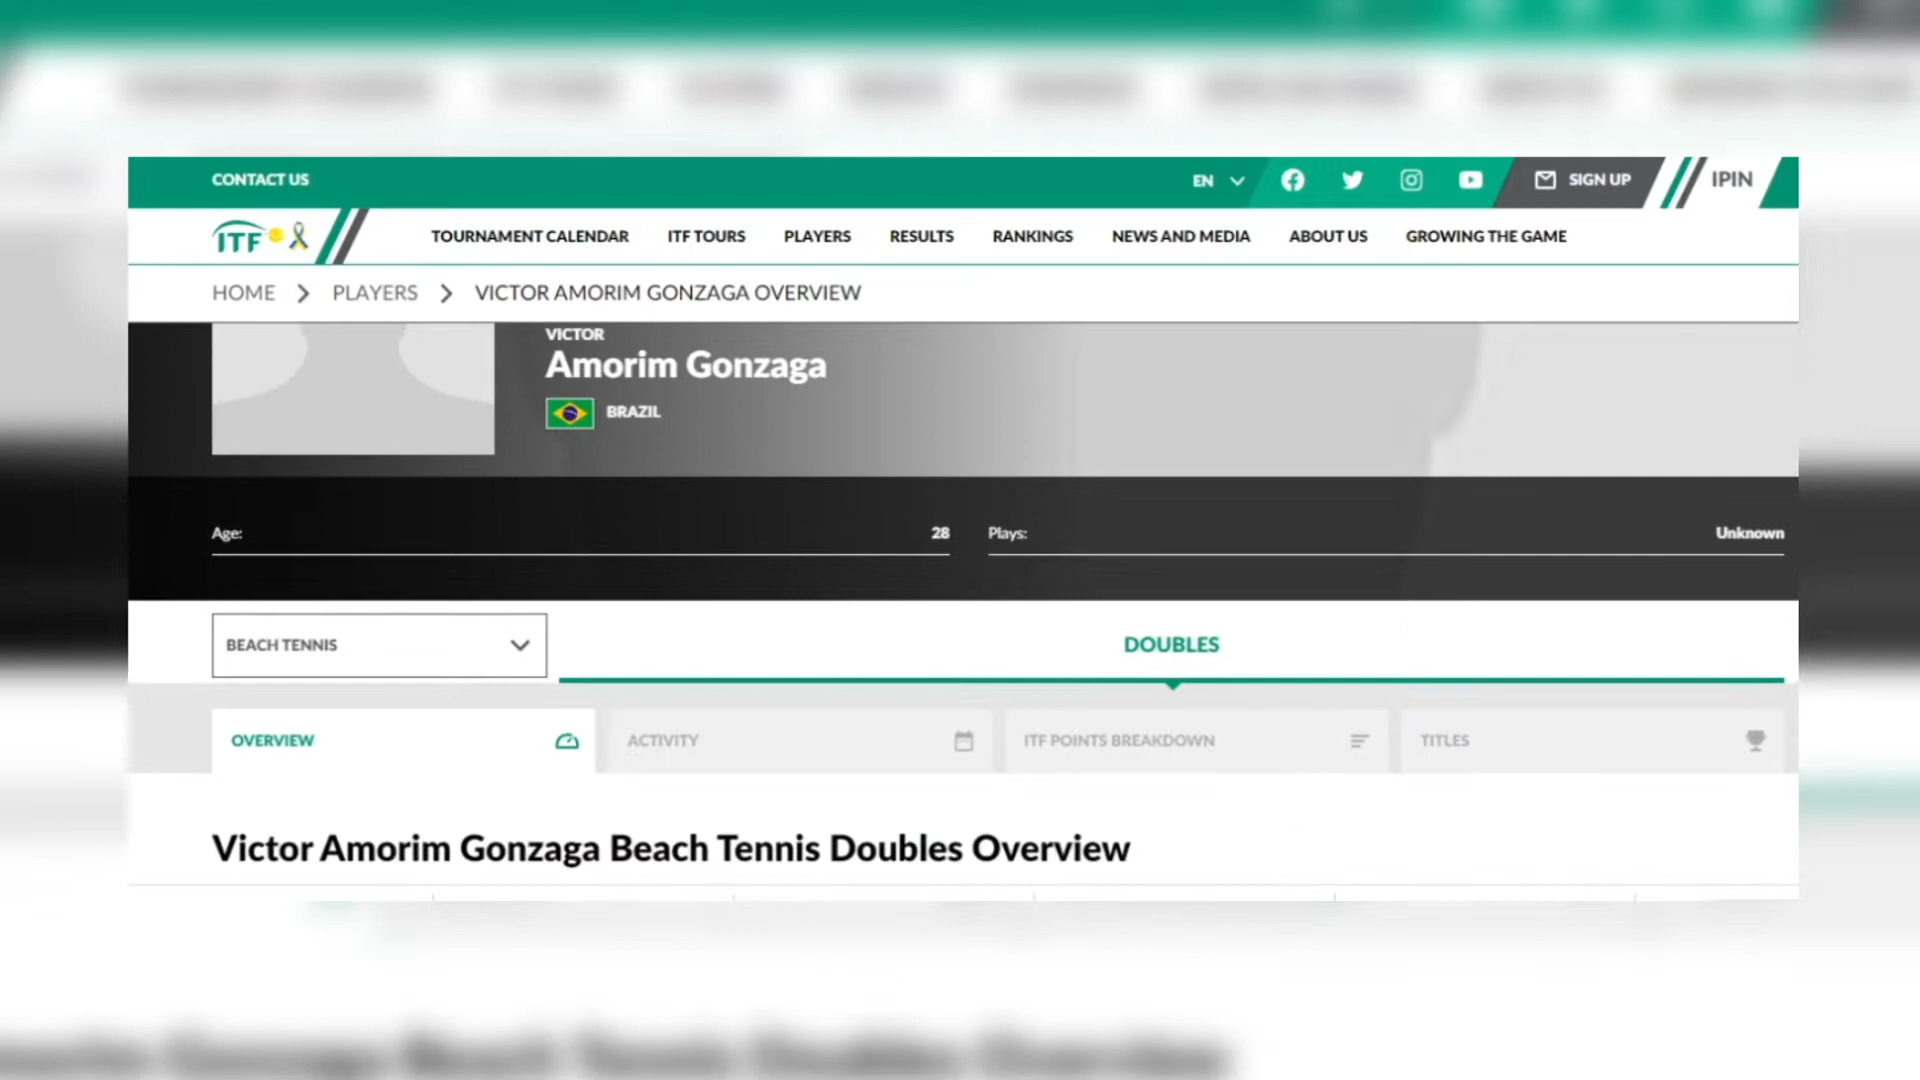 CONTACT US
EN
SIGN UP
IPIN
ITF
TOURNAMENT CALENDAR
ITF TOURS
PLAYERS
RESULTS
RANKINGS
NEWS AND MEDIA
ABOUT US
GROWING THE GAME
HOME
PLAYERS
VICTOR AMORIM GONZAGA OVERVIEW
VICTOR
Amorim Gonzaga
BRAZIL
Age:
28
Plays:
Unknown
BEACH TENNIS
DOUBLES
OVERVIEW
ACTIVITY
ITF POINTS BREAKDOWN
TITLES
Victor Amorim Gonzaga Beach Tennis Doubles Overview